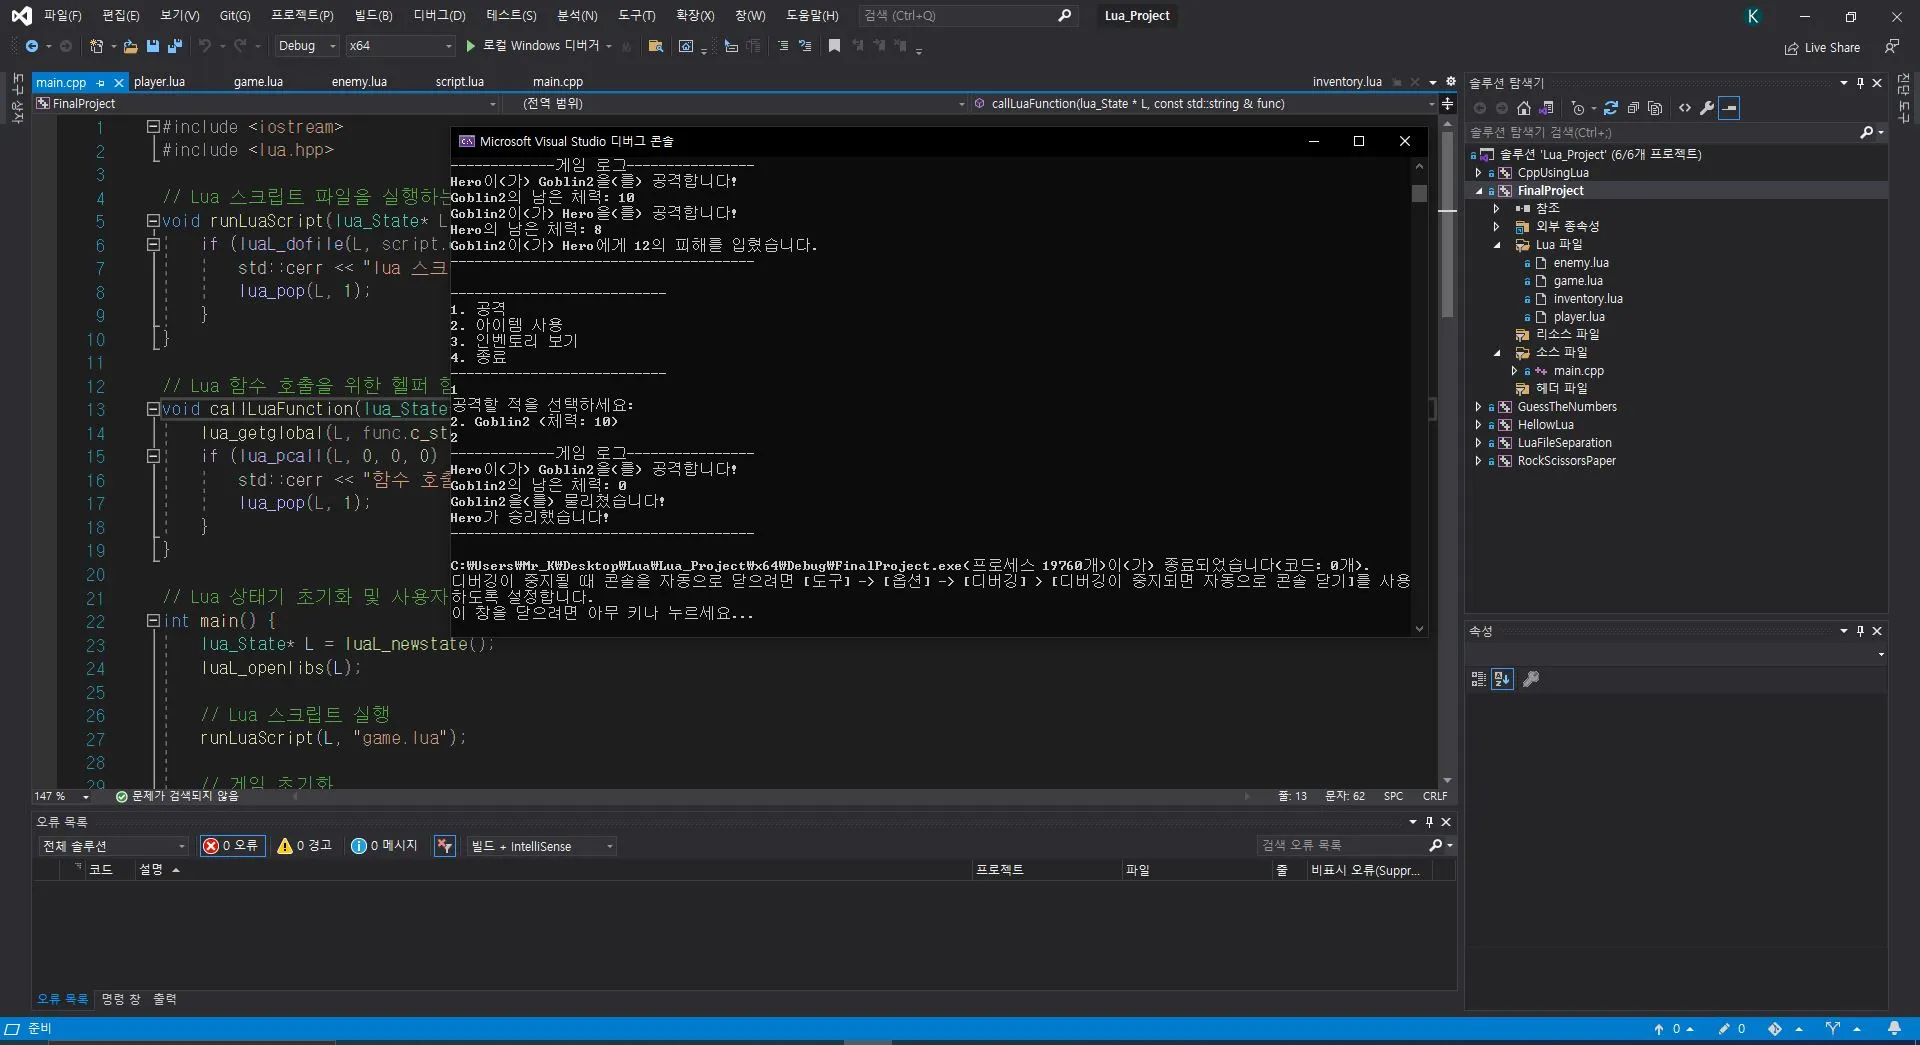 파일(F) 편집(E) 보기(V) Git(G) 프로젝트(P) 빌드(B) 디버그(D) 테스트(S) 분석(N) 도구(T) 확장(X) 창(W) 도움말(H) 검색 (Ctrl+Q) Lua_Project K
Debug x64 로컬 Windows 디버거 Live Share
도구 상자
main.cpp player.lua game.lua enemy.lua script.lua main.cpp inventory.lua
FinalProject (전역 범위) callLuaFunction(lua_State * L, const std::string & func)
1 #include <iostream>
2 #include <lua.hpp>
3
4 // Lua 스크립트 파일을 실행하는
5 void runLuaScript(lua_State* L
6 if (luaL_dofile(L, script.
7 std::cerr << "lua 스크
8 lua_pop(L, 1);
9 }
10 }
11
12 // Lua 함수 호출을 위한 헬퍼 함
13 void callLuaFunction(lua_State
14 lua_getglobal(L, func.c_st
15 if (lua_pcall(L, 0, 0, 0)
16 std::cerr << "함수 호출
17 lua_pop(L, 1);
18 }
19 }
20
21 // Lua 상태기 초기화 및 사용자
22 int main() {
23 lua_State* L = luaL_newstate();
24 luaL_openlibs(L);
25
26 // Lua 스크립트 실행
27 runLuaScript(L, "game.lua");
28
29 // 게임 초기화
Microsoft Visual Studio 디버그 콘솔
-------------게임 로그----------------
Hero이(가) Goblin2을(를) 공격합니다!
Goblin2의 남은 체력: 10
Goblin2이(가) Hero을(를) 공격합니다!
Hero의 남은 체력: 8
Goblin2이(가) Hero에게 12의 피해를 입혔습니다.
--------------------------------------
---------------------------
1. 공격
2. 아이템 사용
3. 인벤토리 보기
4. 종료
---------------------------
1
공격할 적을 선택하세요:
2. Goblin2 (체력: 10)
2
-------------게임 로그----------------
Hero이(가) Goblin2을(를) 공격합니다!
Goblin2의 남은 체력: 0
Goblin2을(를) 물리쳤습니다!
Hero가 승리했습니다!
--------------------------------------
C:₩Users₩Mr_K₩Desktop₩Lua₩Lua_Project₩x64₩Debug₩FinalProject.exe(프로세스 19760개)이(가) 종료되었습니다(코드: 0개).
디버깅이 중지될 때 콘솔을 자동으로 닫으려면 [도구] -> [옵션] -> [디버깅] > [디버깅이 중지되면 자동으로 콘솔 닫기]를 사용
하도록 설정합니다.
이 창을 닫으려면 아무 키나 누르세요...
147 % 문제가 검색되지 않음 줄: 13 문자: 62 SPC CRLF
오류 목록
전체 솔루션 0 오류 0 경고 0 메시지 빌드 + IntelliSense 검색 오류 목록
코드 설명 프로젝트 파일 줄 비표시 오류(Suppr...
오류 목록 명령 창 출력
솔루션 탐색기
솔루션 탐색기 검색(Ctrl+;)
솔루션 'Lua_Project' (6/6개 프로젝트)
CppUsingLua
FinalProject
참조
외부 종속성
Lua 파일
enemy.lua
game.lua
inventory.lua
player.lua
리소스 파일
소스 파일
main.cpp
헤더 파일
GuessTheNumbers
HellowLua
LuaFileSeparation
RockScissorsPaper
속성
진단 도구
준비 0 0